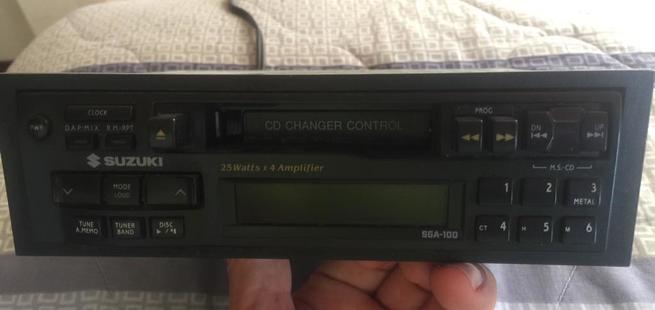 CLOCK
PWR
D.A.P/M.I.X.
R.M-RPT
CD CHANGER CONTROL
PROG
DN
UP
SUZUKI
25Watts x 4 Amplifier
M.S.-CD
MODE
LOUD
1
2
3
METAL
TUNE
A.MEMO
TUNER
BAND
DISC
SGA-100
CT 4
H 5
M 6